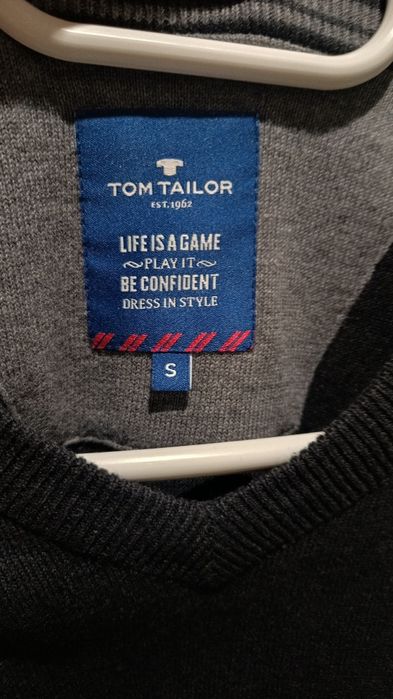 TOM TAILOR
EST.1962
LIFE IS A GAME
~PLAY IT~
BE CONFIDENT
DRESS IN STYLE
S